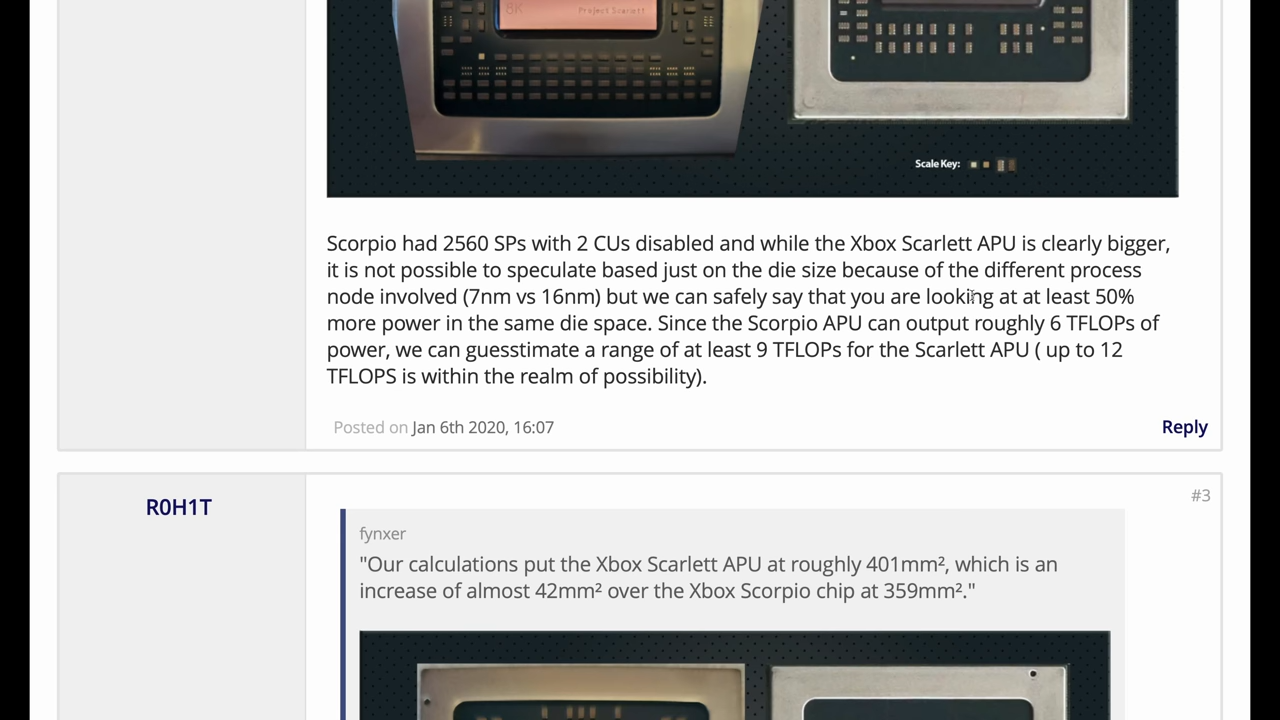 8K
Project Scarlett
Scale Key:
Scorpio had 2560 SPs with 2 CUs disabled and while the Xbox Scarlett APU is clearly bigger,
it is not possible to speculate based just on the die size because of the different process
node involved (7nm vs 16nm) but we can safely say that you are looking at at least 50%
more power in the same die space. Since the Scorpio APU can output roughly 6 TFLOPs of
power, we can guesstimate a range of at least 9 TFLOPs for the Scarlett APU ( up to 12
TFLOPS is within the realm of possibility).
Posted on Jan 6th 2020, 16:07
Reply
R0H1T
#3
fynxer
"Our calculations put the Xbox Scarlett APU at roughly 401mm², which is an
increase of almost 42mm² over the Xbox Scorpio chip at 359mm²."